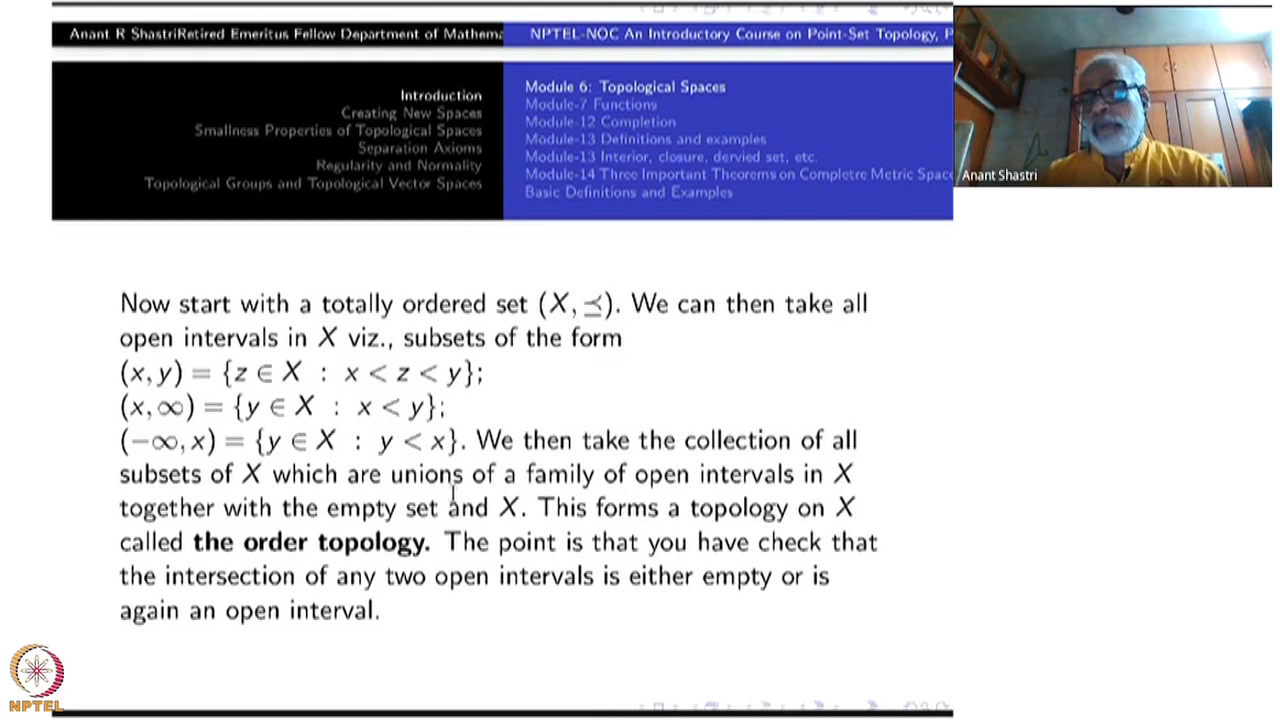 Anant R ShastriRetired Emeritus Fellow Department of Mathema
NPTEL-NOC An Introductory Course on Point-Set Topology, P
Introduction
Creating New Spaces
Smallness Properties of Topological Spaces
Separation Axioms
Regularity and Normality
Topological Groups and Topological Vector Spaces
Module 6: Topological Spaces
Module-7 Functions
Module-12 Completion
Module-13 Definitions and examples
Module-13 Interior, closure, dervied set, etc.
Module-14 Three Important Theorems on Completre Metric Space
Basic Definitions and Examples
Anant Shastri
Now start with a totally ordered set (X, ⪯). We can then take all
open intervals in X viz., subsets of the form
(x, y) = {z ∈ X : x < z < y};
(x, ∞) = {y ∈ X : x < y};
(−∞, x) = {y ∈ X : y < x}. We then take the collection of all
subsets of X which are unions of a family of open intervals in X
together with the empty set and X. This forms a topology on X
called the order topology. The point is that you have check that
the intersection of any two open intervals is either empty or is
again an open interval.
NPTEL